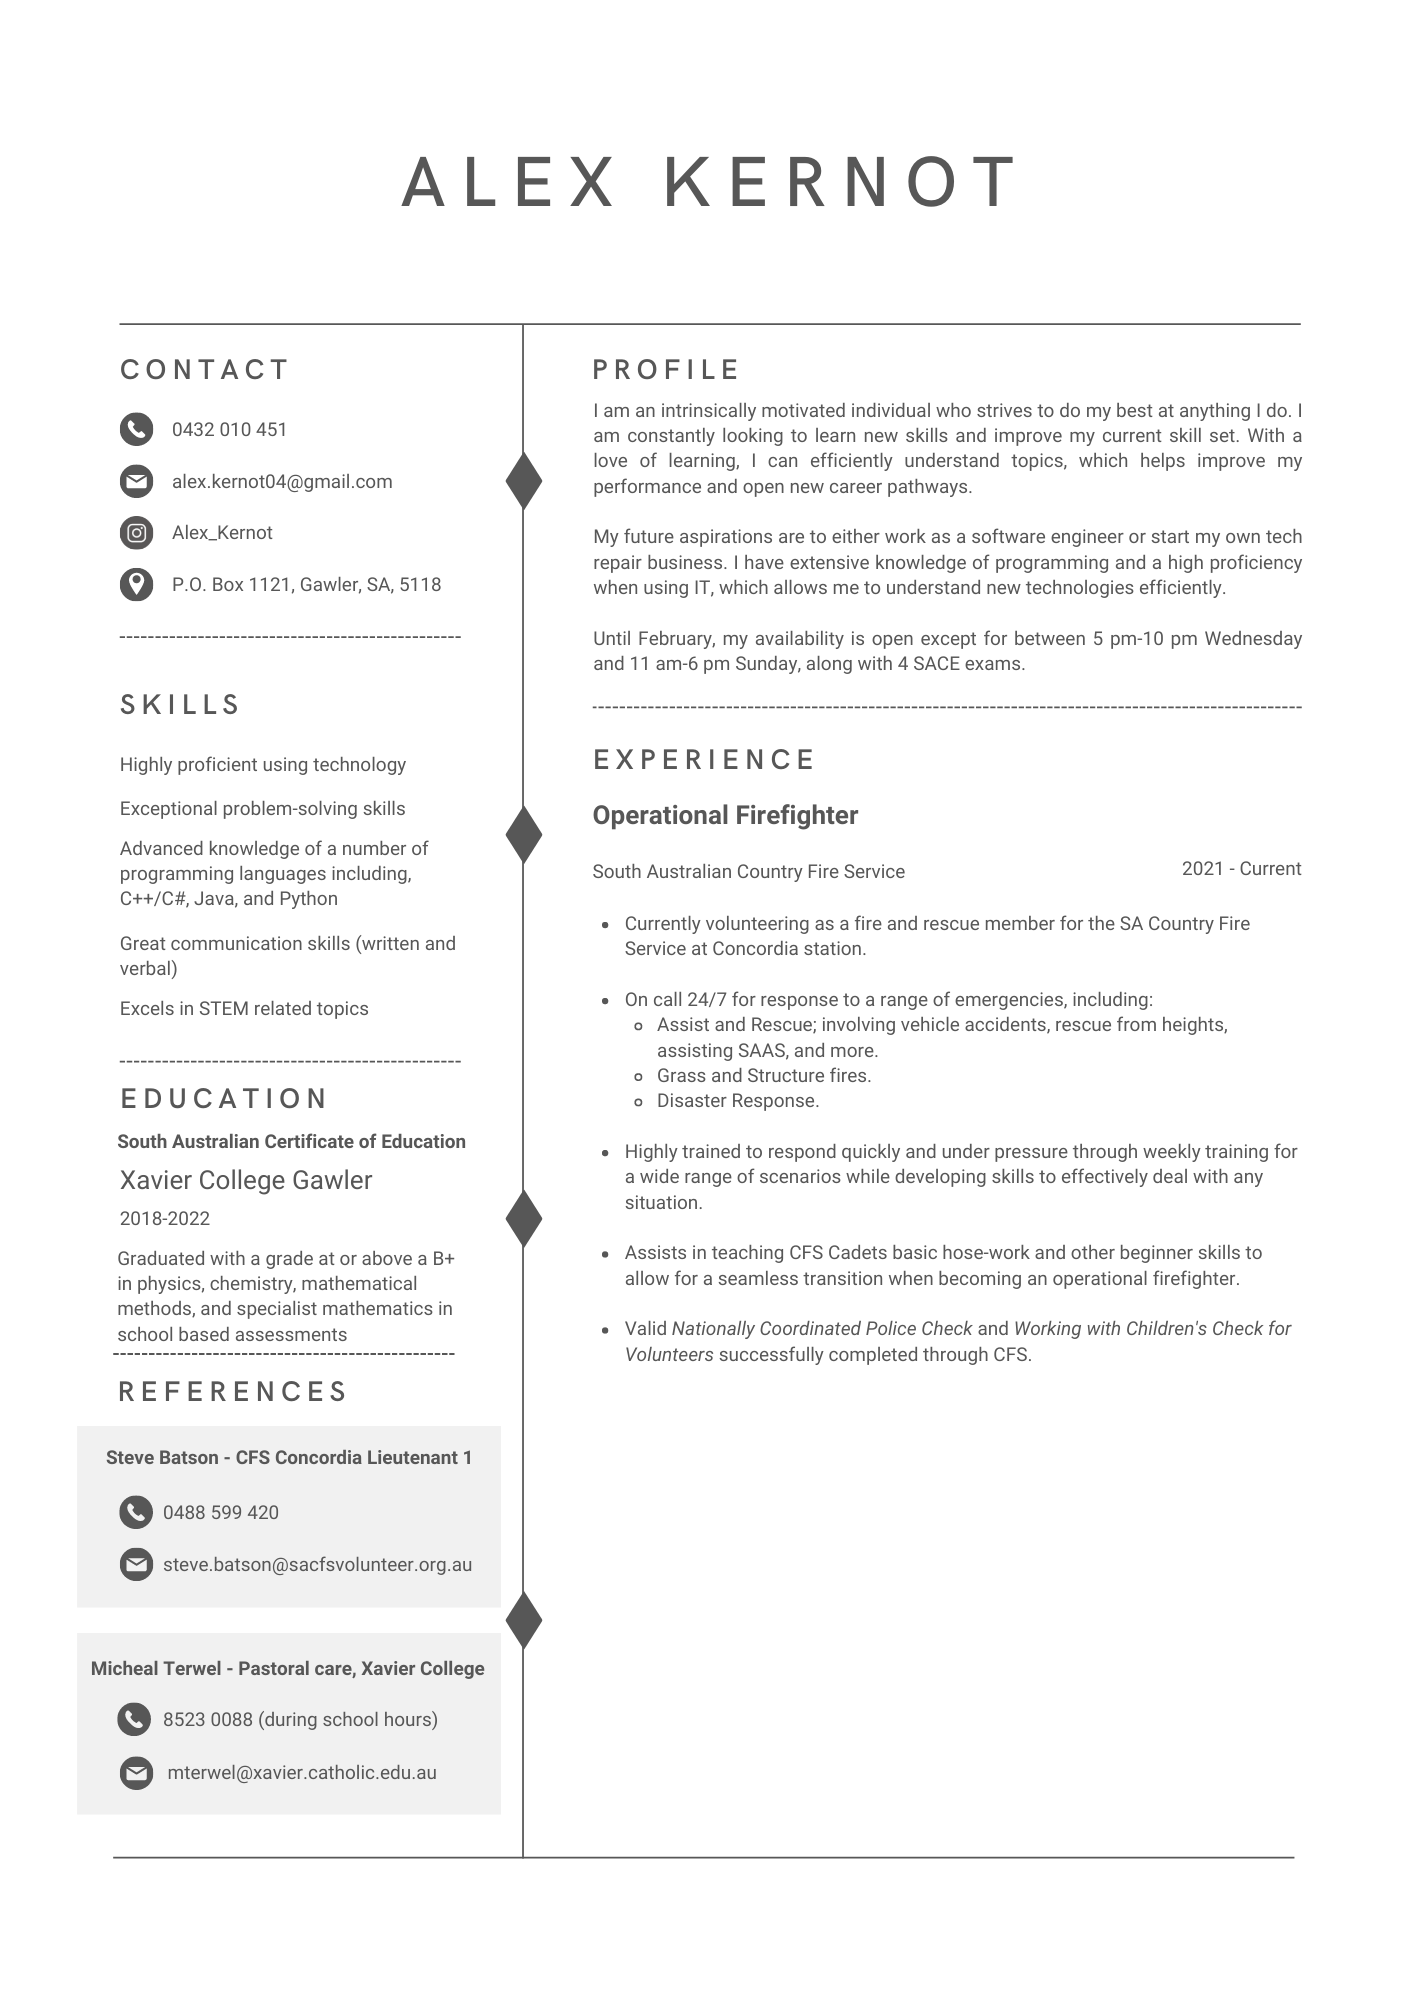 ALEX KERNOT
CONTACT
0432 010 451
alex.kernot04@gmail.com
Alex_Kernot
P.O. Box 1121, Gawler, SA, 5118
SKILLS
Highly proficient using technology
Exceptional problem-solving skills
Advanced knowledge of a number of
programming languages including,
C++/C#, Java, and Python
Great communication skills (written and
verbal)
Excels in STEM related topics
EDUCATION
South Australian Certificate of Education
Xavier College Gawler
2018-2022
Graduated with a grade at or above a B+
in physics, chemistry, mathematical
methods, and specialist mathematics in
school based assessments
REFERENCES
Steve Batson - CFS Concordia Lieutenant 1
0488 599 420
steve.batson@sacfsvolunteer.org.au
Micheal Terwel - Pastoral care, Xavier College
8523 0088 (during school hours)
mterwel@xavier.catholic.edu.au
PROFILE
I am an intrinsically motivated individual who strives to do my best at anything I do. I
am constantly looking to learn new skills and improve my current skill set. With a
love of learning, I can efficiently understand topics, which helps improve my
performance and open new career pathways.
My future aspirations are to either work as a software engineer or start my own tech
repair business. I have extensive knowledge of programming and a high proficiency
when using IT, which allows me to understand new technologies efficiently.
Until February, my availability is open except for between 5 pm-10 pm Wednesday
and 11 am-6 pm Sunday, along with 4 SACE exams.
EXPERIENCE
Operational Firefighter
South Australian Country Fire Service 2021 - Current
• Currently volunteering as a fire and rescue member for the SA Country Fire
Service at Concordia station.
• On call 24/7 for response to a range of emergencies, including:
◦ Assist and Rescue; involving vehicle accidents, rescue from heights,
assisting SAAS, and more.
◦ Grass and Structure fires.
◦ Disaster Response.
• Highly trained to respond quickly and under pressure through weekly training for
a wide range of scenarios while developing skills to effectively deal with any
situation.
• Assists in teaching CFS Cadets basic hose-work and other beginner skills to
allow for a seamless transition when becoming an operational firefighter.
• Valid Nationally Coordinated Police Check and Working with Children's Check for
Volunteers successfully completed through CFS.